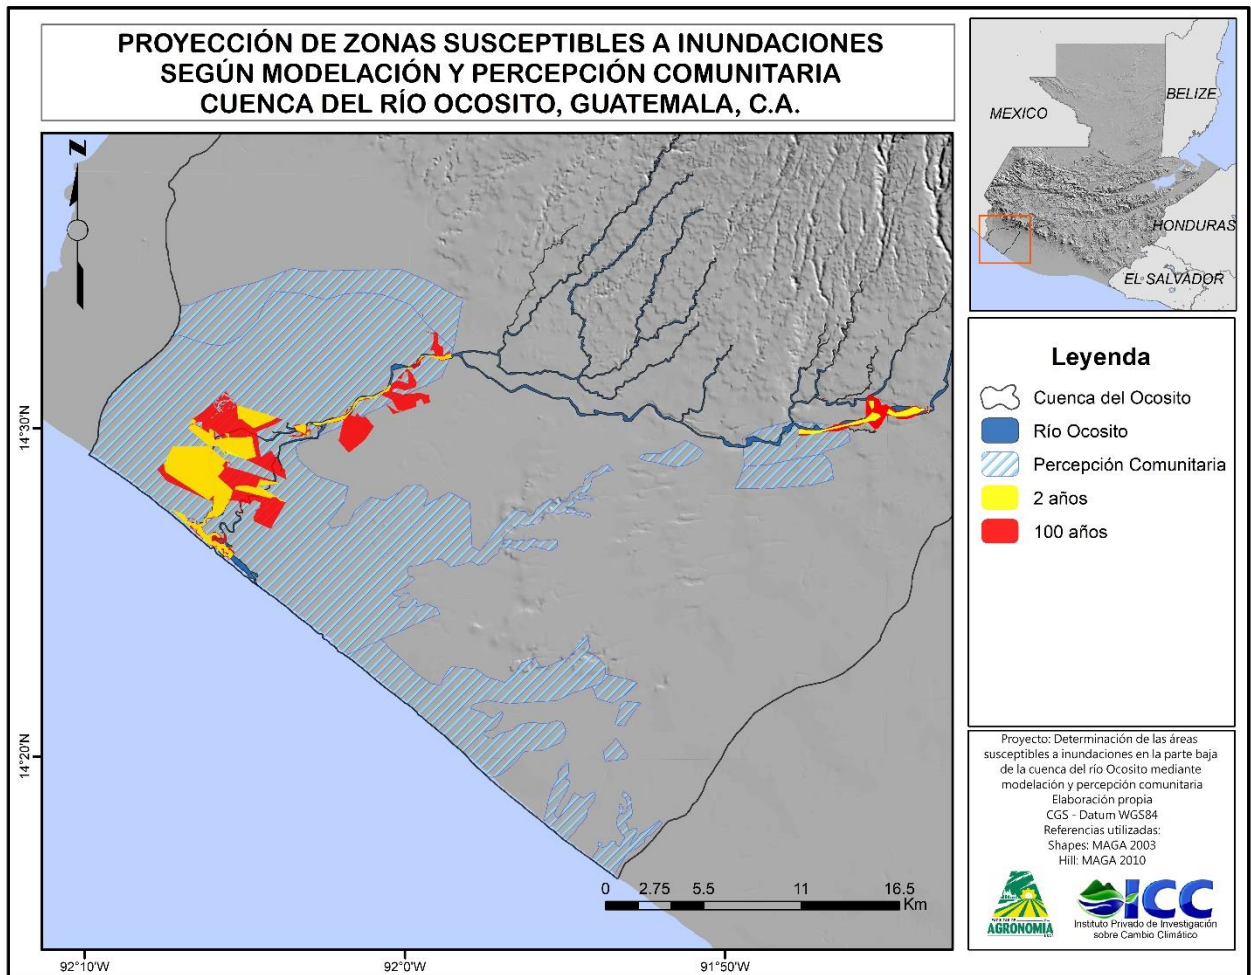 PROYECCIÓN DE ZONAS SUSCEPTIBLES A INUNDACIONES
SEGÚN MODELACIÓN Y PERCEPCIÓN COMUNITARIA
CUENCA DEL RÍO OCOSITO, GUATEMALA, C.A.
N
14°30'N
14°20'N
92°10'W
92°0'W
91°50'W
0 2.75 5.5 11 16.5
Km
MEXICO
BELIZE
HONDURAS
EL SALVADOR
Leyenda
Cuenca del Ocosito
Río Ocosito
Percepción Comunitaria
2 años
100 años
Proyecto: Determinación de las áreas
susceptibles a inundaciones en la parte baja
de la cuenca del río Ocosito mediante
modelación y percepción comunitaria
Elaboración propia
CGS - Datum WGS84
Referencias utilizadas:
Shapes: MAGA 2003
Hill: MAGA 2010
AGRONOMIA
ICC
Instituto Privado de Investigación
sobre Cambio Climático